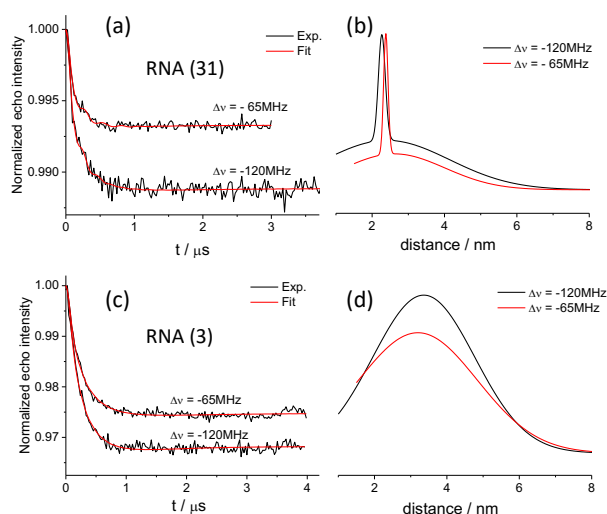 (a)
Exp.
Fit
RNA (31)
Δν = - 65MHz
Δν = -120MHz
1.000
0.995
0.990
Normalized echo intensity
0 1 2 3
t / μs
(b)
Δν = -120MHz
Δν = - 65MHz
2 4 6 8
distance / nm
(c)
Exp.
Fit
RNA (3)
Δν = -65MHz
Δν = -120MHz
1.00
0.99
0.98
0.97
Normalized echo intensity
0 1 2 3 4
t / μs
(d)
Δν = -120MHz
Δν = -65MHz
2 4 6 8
distance / nm